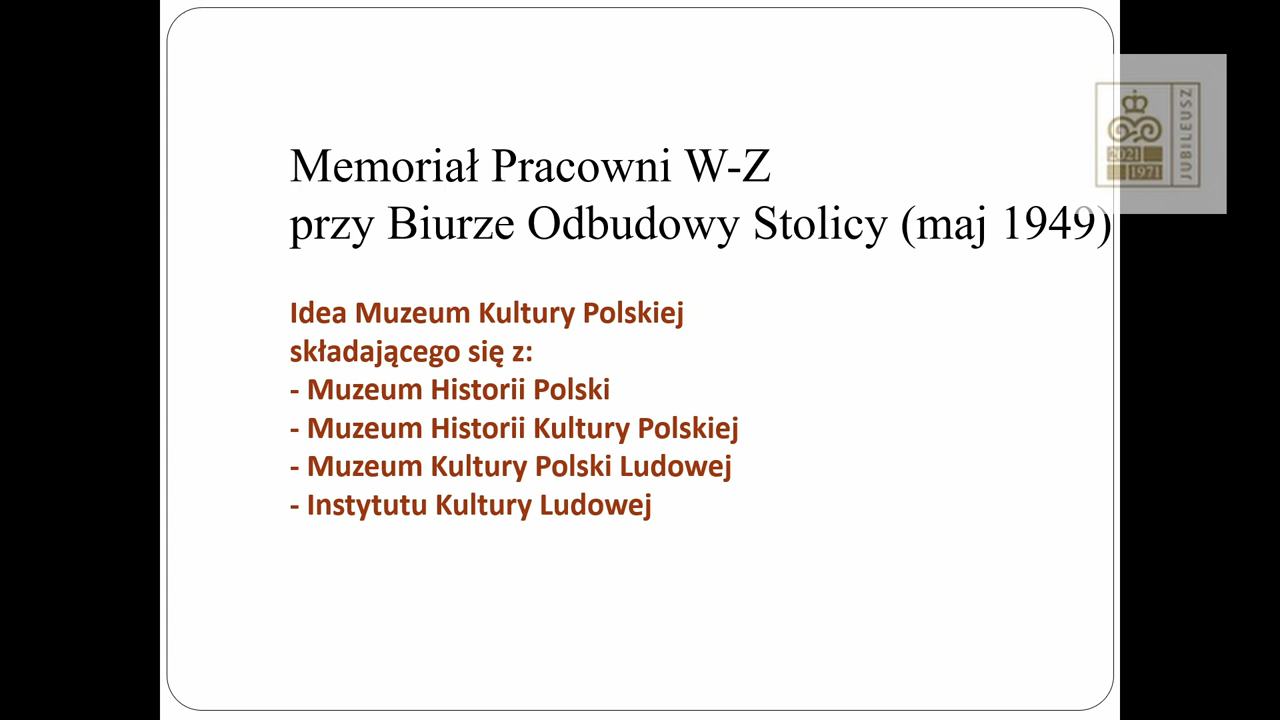 Memoriał Pracowni W-Z
przy Biurze Odbudowy Stolicy (maj 1949)
Idea Muzeum Kultury Polskiej
składającego się z:
- Muzeum Historii Polski
- Muzeum Historii Kultury Polskiej
- Muzeum Kultury Polski Ludowej
- Instytutu Kultury Ludowej
2021
1971
JUBILEUSZ